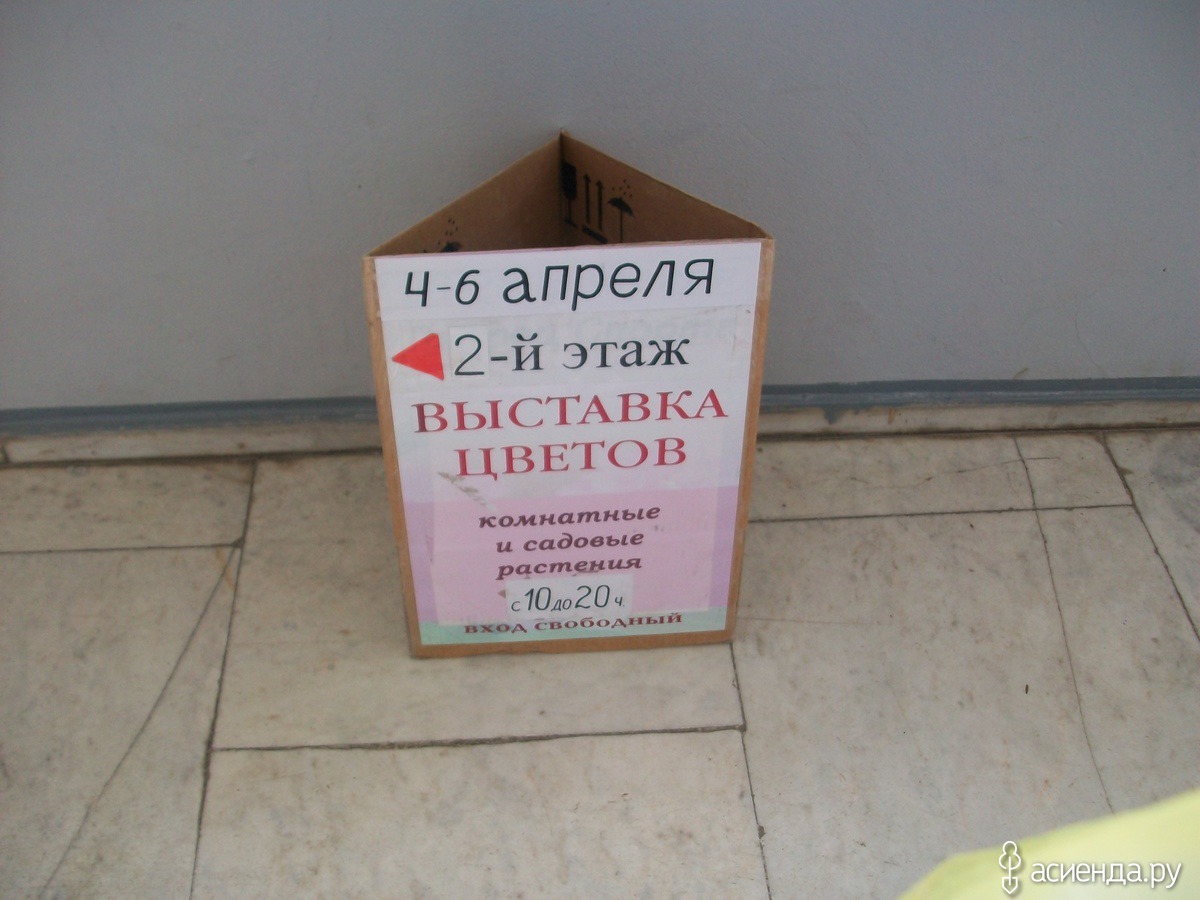 4-6 апреля
2-й этаж
ВЫСТАВКА
ЦВЕТОВ
комнатные
и садовые
растения
с 10 до 20 ч.
вход свободный
асиенда.ру